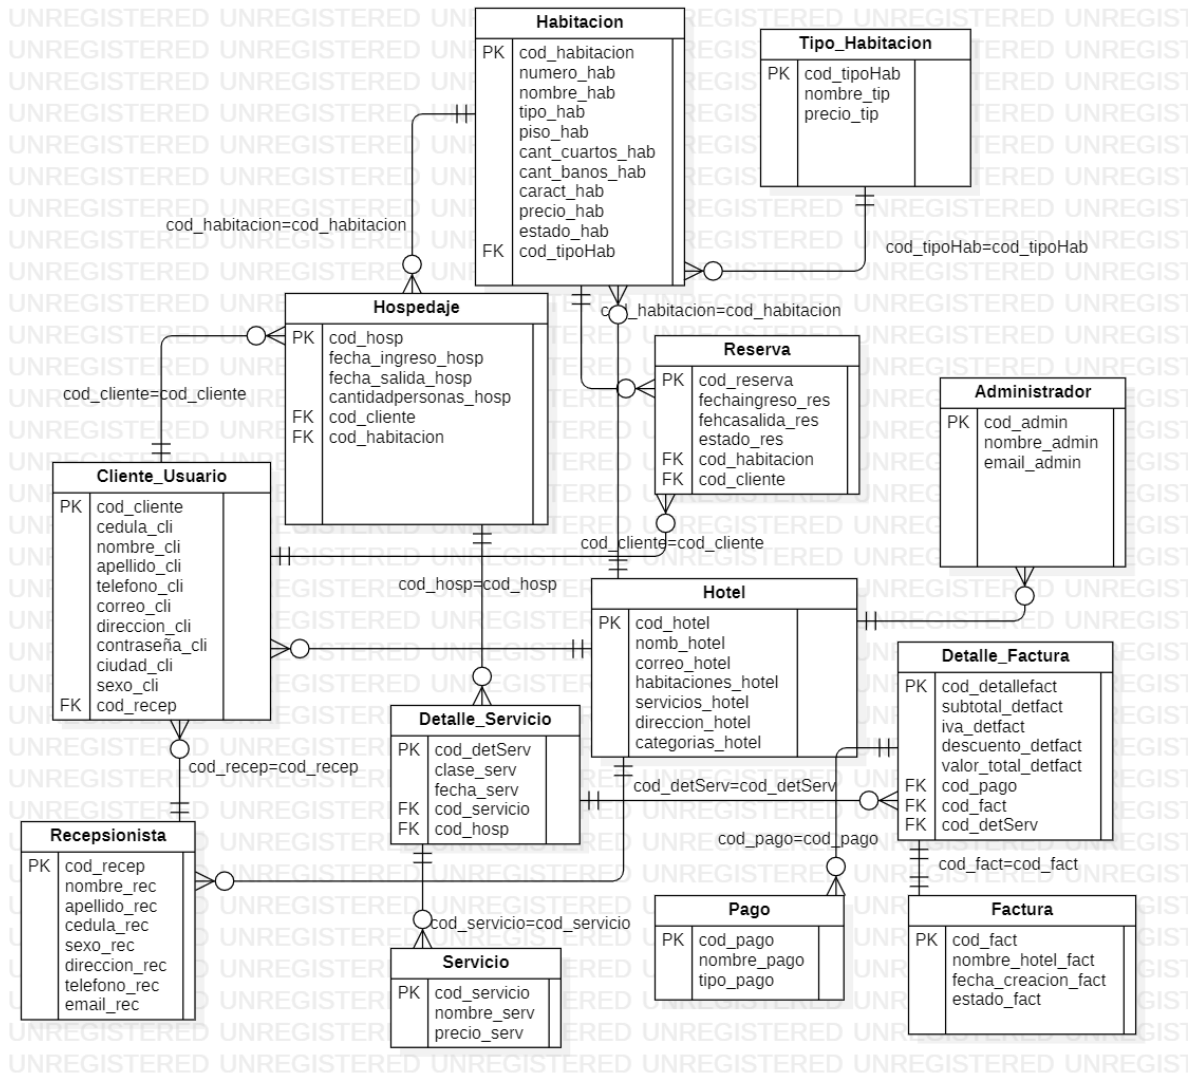 Habitacion
PK cod_habitacion
numero_hab
nombre_hab
tipo_hab
piso_hab
cant_cuartos_hab
cant_banos_hab
caract_hab
precio_hab
estado_hab
FK cod_tipoHab
Tipo_Habitacion
PK cod_tipoHab
nombre_tip
precio_tip
cod_habitacion=cod_habitacion
cod_tipoHab=cod_tipoHab
Hospedaje
PK cod_hosp
fecha_ingreso_hosp
fecha_salida_hosp
cantidadpersonas_hosp
FK cod_cliente
FK cod_habitacion
cod_habitacion=cod_habitacion
Reserva
PK cod_reserva
fechaingreso_res
fehcasalida_res
estado_res
FK cod_habitacion
FK cod_cliente
Administrador
PK cod_admin
nombre_admin
email_admin
cod_cliente=cod_cliente
Cliente_Usuario
PK cod_cliente
cedula_cli
nombre_cli
apellido_cli
telefono_cli
correo_cli
direccion_cli
contraseña_cli
ciudad_cli
sexo_cli
FK cod_recep
cod_cliente=cod_cliente
cod_hosp=cod_hosp
Hotel
PK cod_hotel
nomb_hotel
correo_hotel
habitaciones_hotel
servicios_hotel
direccion_hotel
categorias_hotel
Detalle_Factura
PK cod_detallefact
subtotal_detfact
iva_detfact
descuento_detfact
valor_total_detfact
FK cod_pago
FK cod_fact
FK cod_detServ
Detalle_Servicio
PK cod_detServ
clase_serv
fecha_serv
FK cod_servicio
FK cod_hosp
cod_recep=cod_recep
cod_detServ=cod_detServ
Recepsionista
PK cod_recep
nombre_rec
apellido_rec
cedula_rec
sexo_rec
direccion_rec
telefono_rec
email_rec
cod_pago=cod_pago
cod_fact=cod_fact
cod_servicio=cod_servicio
Servicio
PK cod_servicio
nombre_serv
precio_serv
Pago
PK cod_pago
nombre_pago
tipo_pago
Factura
PK cod_fact
nombre_hotel_fact
fecha_creacion_fact
estado_fact
UNREGISTERED